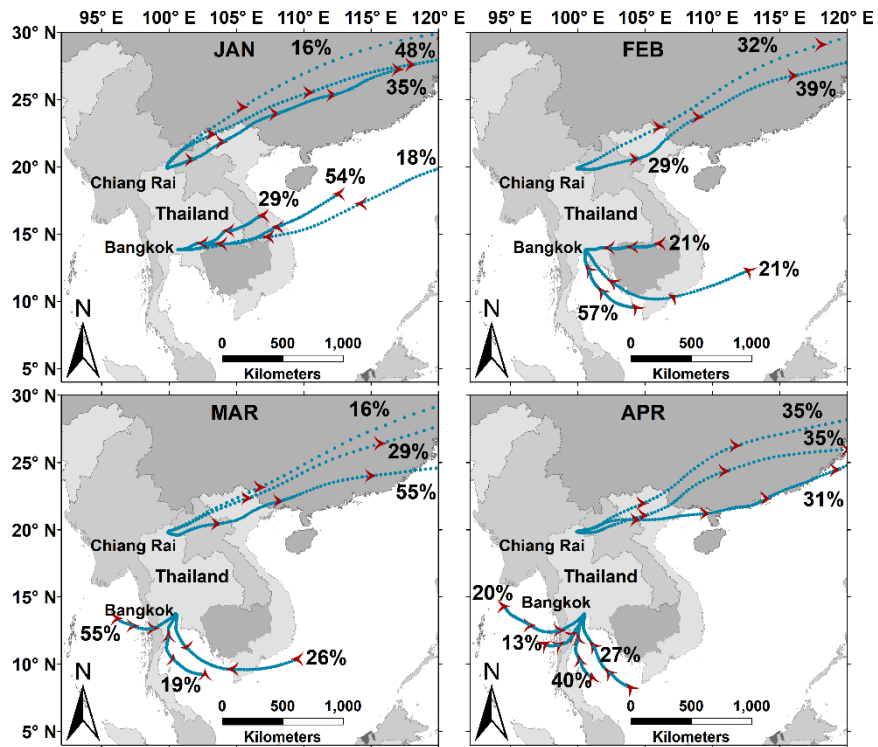 95° E 100° E 105° E 110° E 115° E 120° E
95° E 100° E 105° E 110° E 115° E 120° E
30° N
25° N
20° N
15° N
10° N
5° N
JAN
16%
48%
35%
18%
54%
29%
Chiang Rai
Thailand
Bangkok
N
0 500 1,000
Kilometers
FEB
32%
39%
29%
Chiang Rai
Thailand
Bangkok
21%
21%
57%
N
0 500 1,000
Kilometers
30° N
25° N
20° N
15° N
10° N
5° N
MAR
16%
29%
55%
Chiang Rai
Thailand
Bangkok
55%
26%
19%
N
0 500 1,000
Kilometers
APR
35%
35%
31%
Chiang Rai
Thailand
20%
Bangkok
13%
27%
40%
N
0 500 1,000
Kilometers